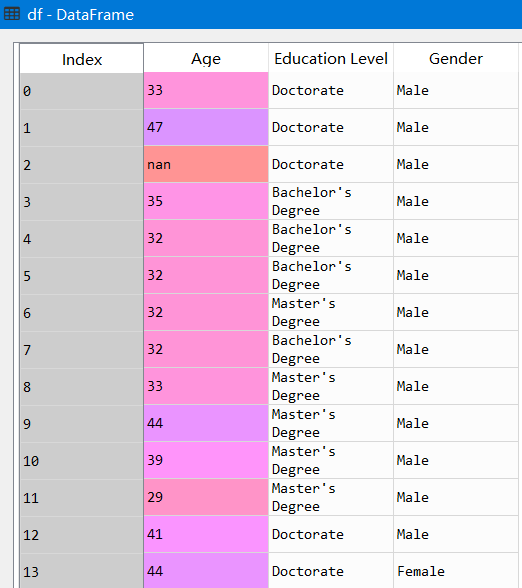 df - DataFrame
Index Age Education Level Gender
0 33 Doctorate Male
1 47 Doctorate Male
2 nan Doctorate Male
3 35 Bachelor's Degree Male
4 32 Bachelor's Degree Male
5 32 Bachelor's Degree Male
6 32 Master's Degree Male
7 32 Bachelor's Degree Male
8 33 Master's Degree Male
9 44 Master's Degree Male
10 39 Master's Degree Male
11 29 Master's Degree Male
12 41 Doctorate Male
13 44 Doctorate Female